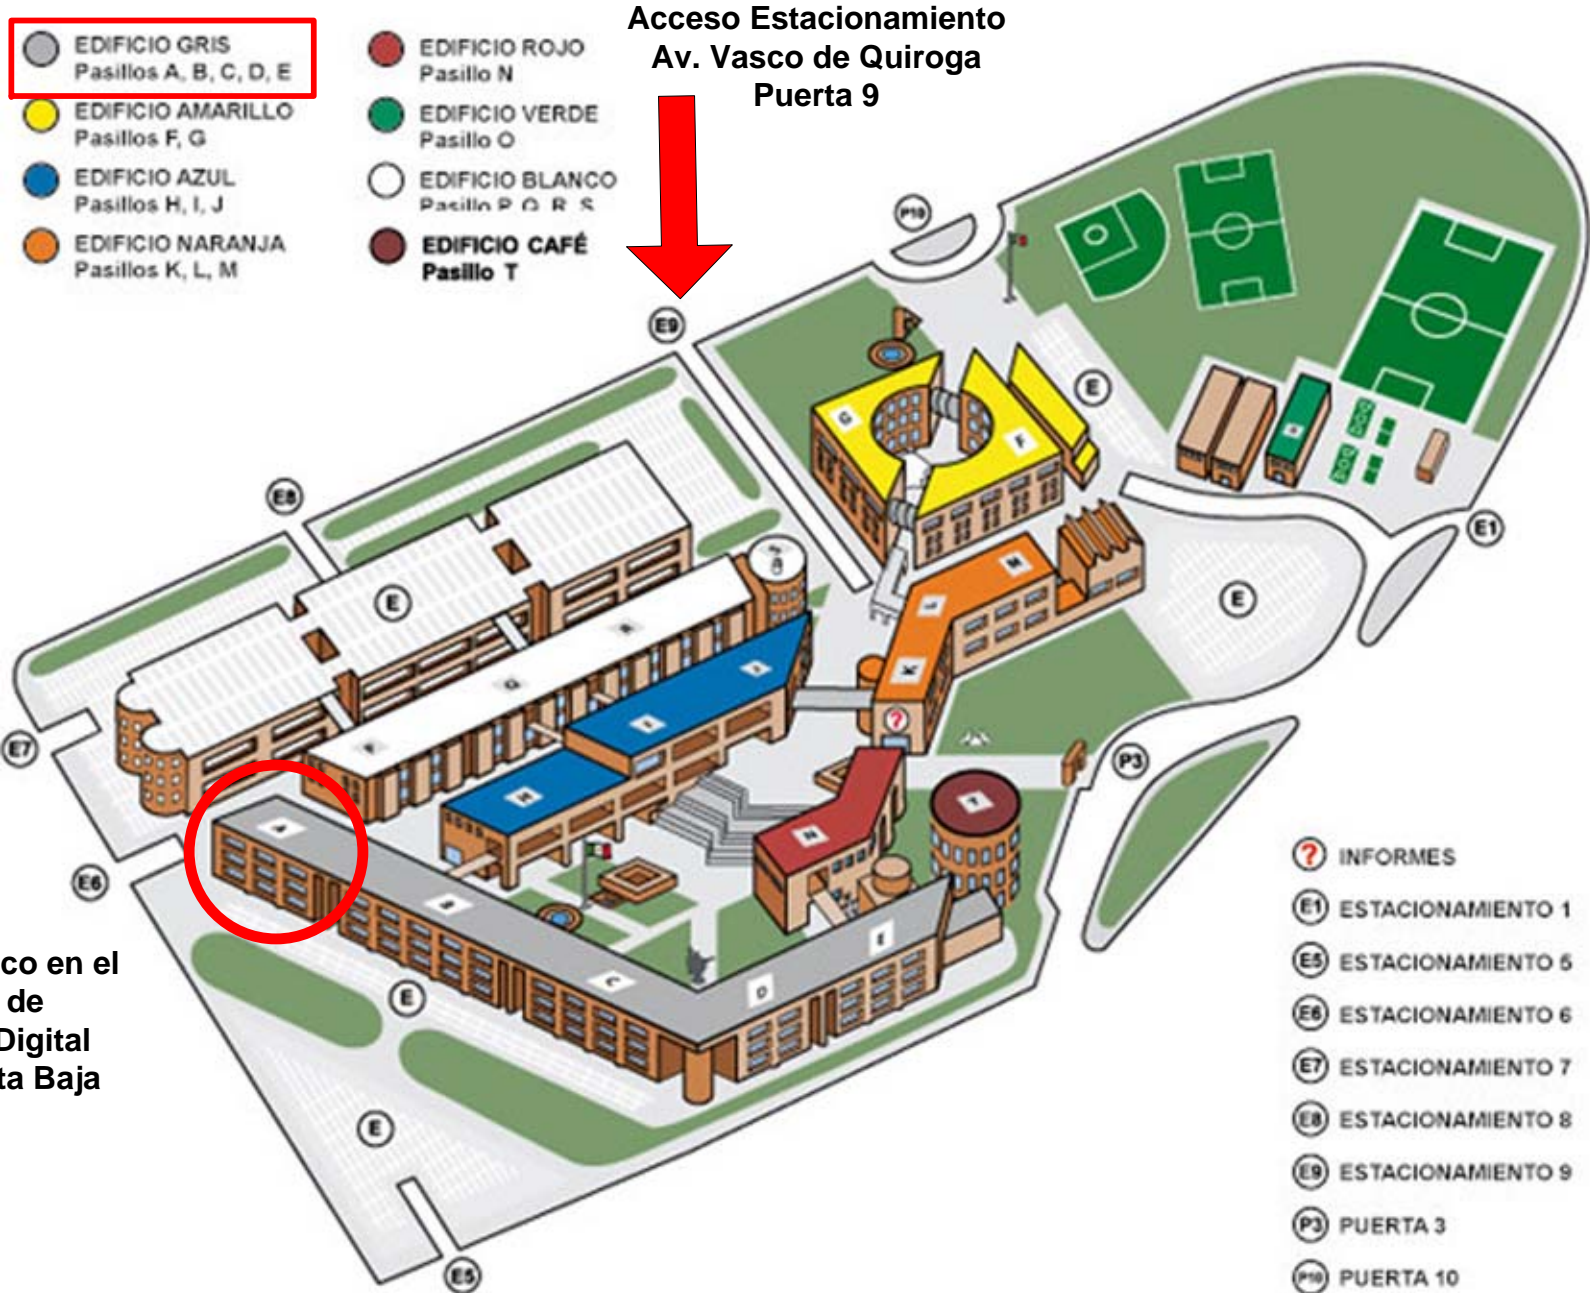 Acceso Estacionamiento
Av. Vasco de Quiroga
Puerta 9
EDIFICIO GRIS
Pasillos A, B, C, D, E
EDIFICIO AMARILLO
Pasillos F, G
EDIFICIO AZUL
Pasillos H, I, J
EDIFICIO NARANJA
Pasillos K, L, M
EDIFICIO ROJO
Pasillo N
EDIFICIO VERDE
Pasillo O
EDIFICIO BLANCO
Pasillo P, Q, R, S
EDIFICIO CAFÉ
Pasillo T
P10
E9
E
G
F
E8
E1
E
M
E
L
R
K
Q
I
?
P
E7
P3
H
T
N
A
E6
B
E
C
D
co en el
de
Digital
ta Baja
E
E
E5
? INFORMES
E1 ESTACIONAMIENTO 1
E5 ESTACIONAMIENTO 5
E6 ESTACIONAMIENTO 6
E7 ESTACIONAMIENTO 7
E8 ESTACIONAMIENTO 8
E9 ESTACIONAMIENTO 9
P3 PUERTA 3
P10 PUERTA 10